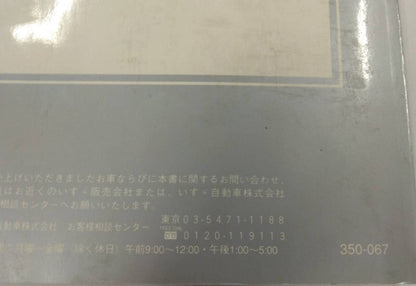 上げいただきましたお車ならびに本書に関するお問い合わせ、
はお近くのいすゞ販売会社または、いすゞ自動車株式会社
相談センターへお願いいたします。
東京03-5471-1188
自動車株式会社 お客様相談センター
0120-119113
月曜~金曜(除く休日)午前9:00~12:00・午後1:00~5:00
350-067